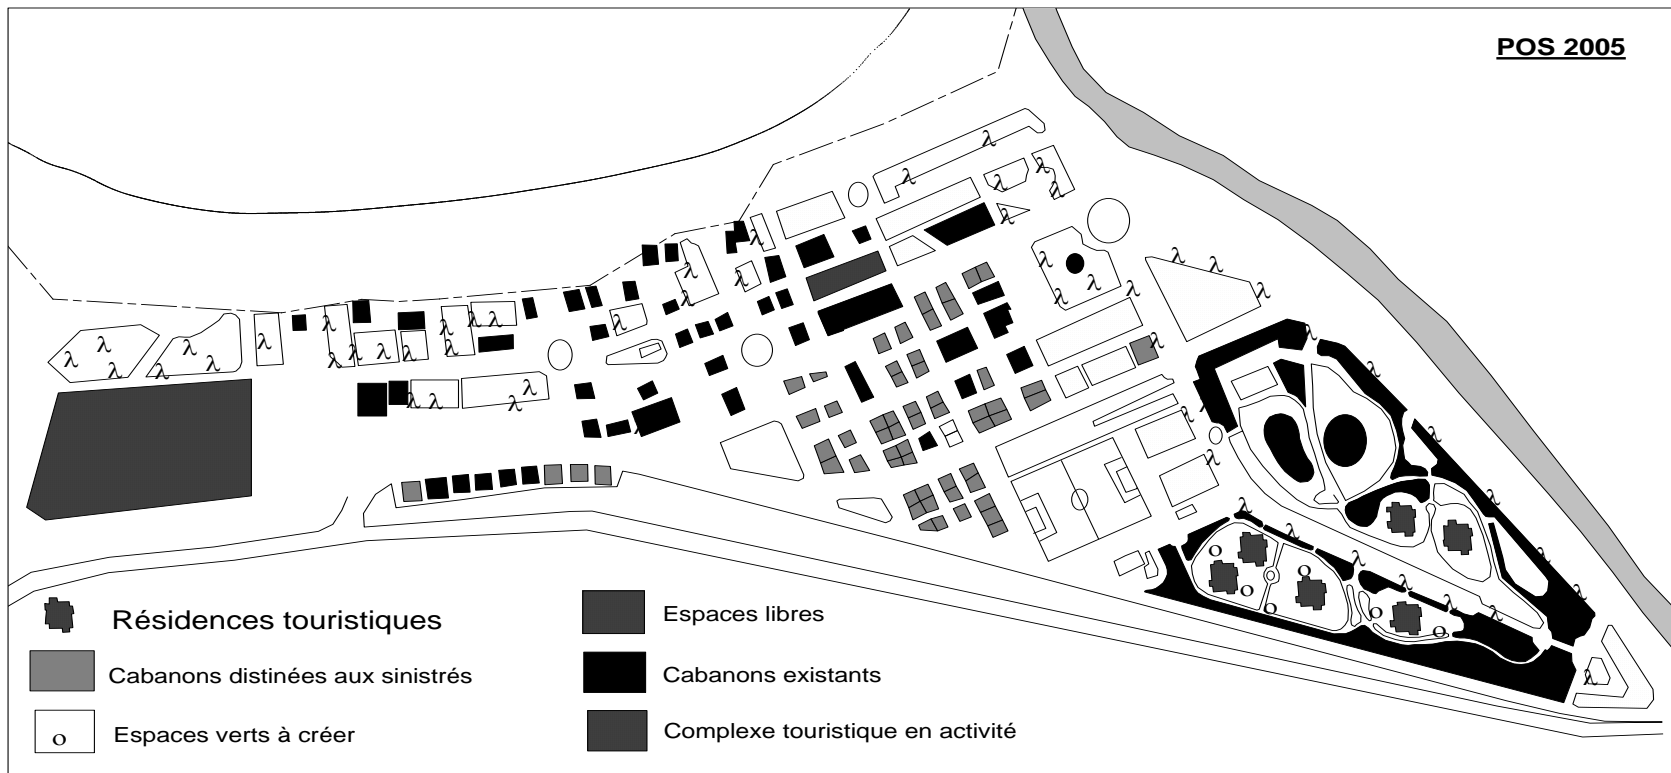 POS 2005
Résidences touristiques
Cabanons distinées aux sinistrés
Espaces verts à créer
Espaces libres
Cabanons existants
Complexe touristique en activité